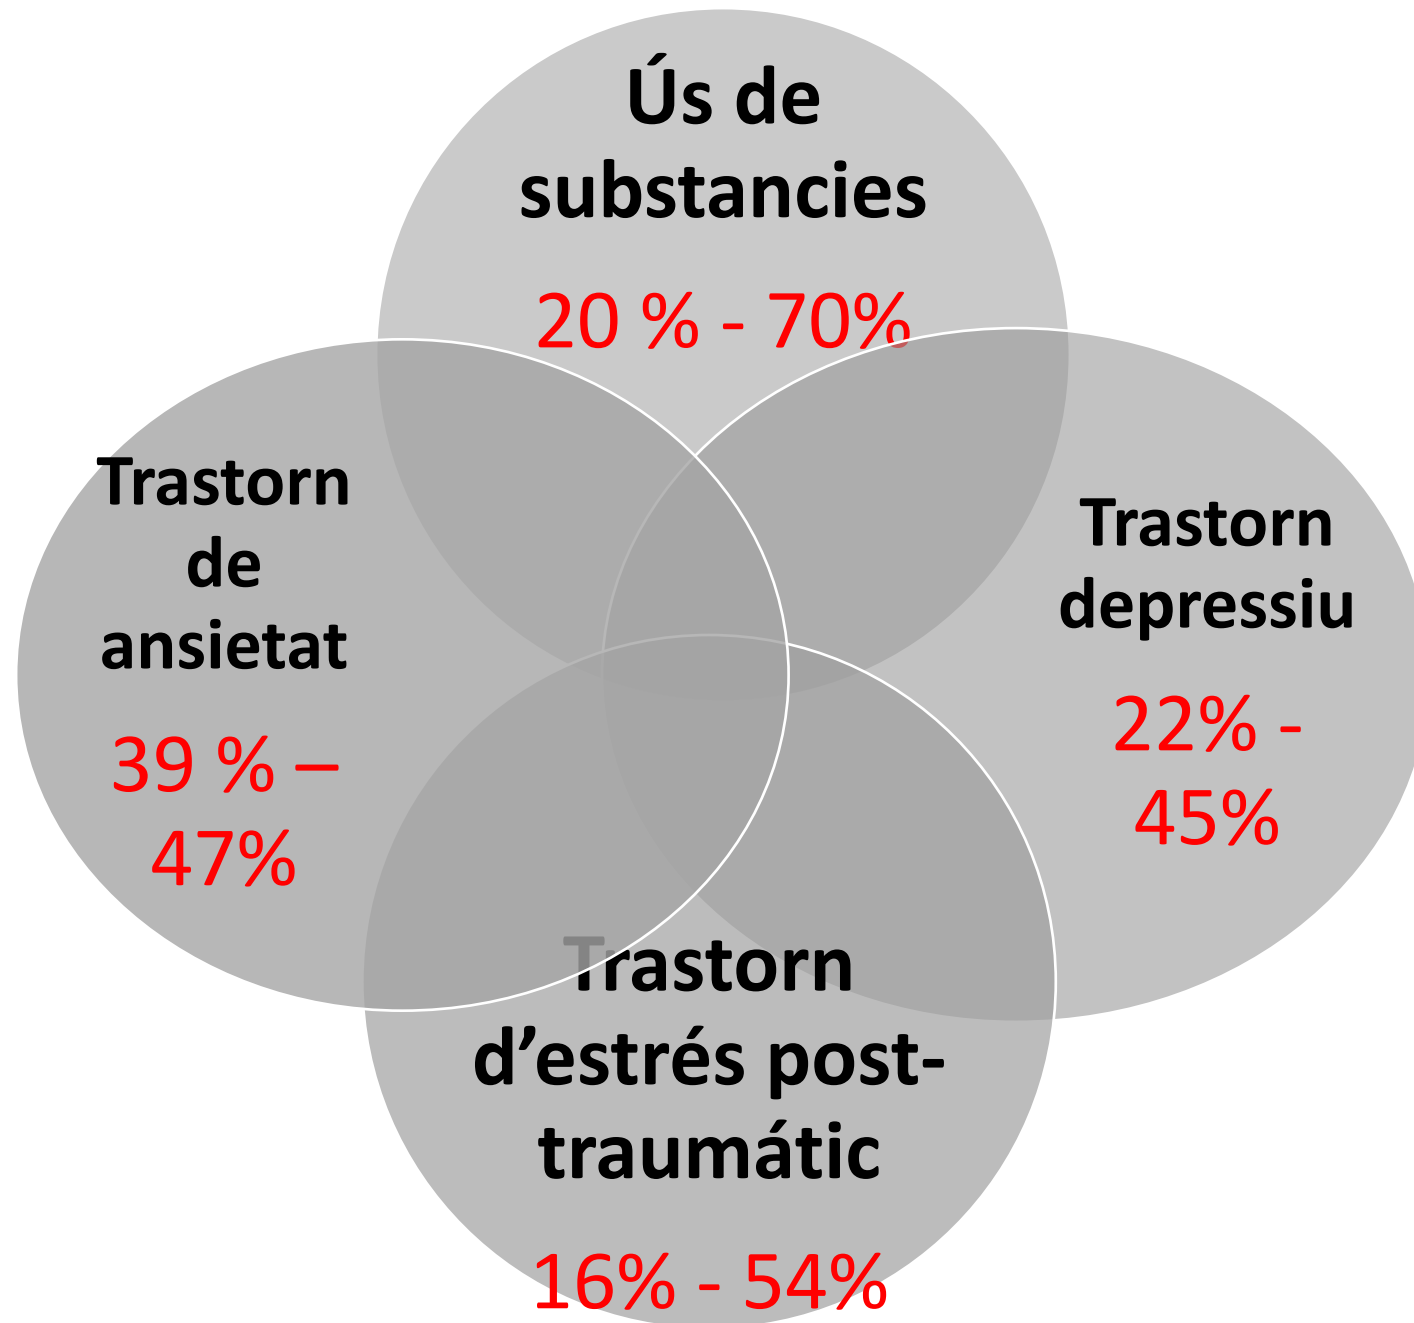 Ús de
substancies
20 % - 70%
Trastorn
de
ansietat
39 % –
47%
Trastorn
depressiu
22% -
45%
Trastorn
d’estrés post-
traumátic
16% - 54%